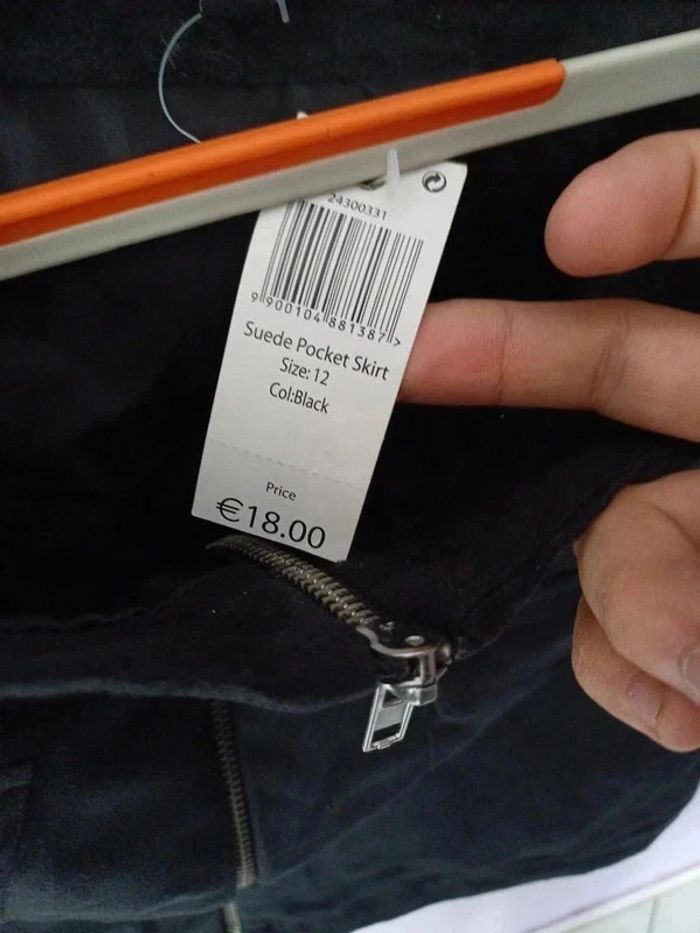 24300331
9 900104 881387 >
Suede Pocket Skirt
Size: 12
Col:Black
Price
€18.00